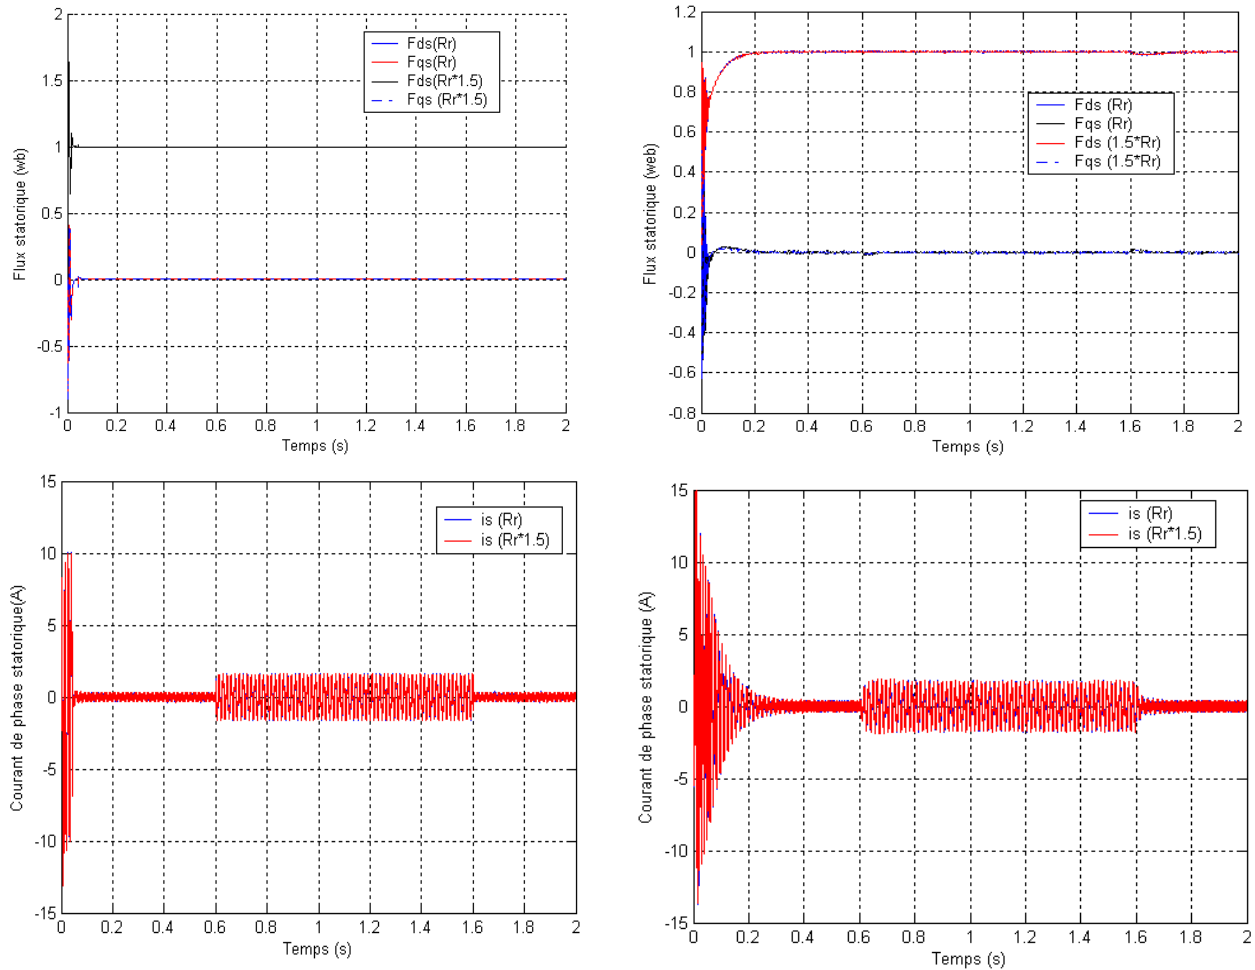 2
1.5
1
0.5
0
-0.5
-1
0 0.2 0.4 0.6 0.8 1 1.2 1.4 1.6 1.8 2
Temps (s)
Flux statorique (wb)
Fds(Rr)
Fqs(Rr)
Fds(Rr*1.5)
Fqs (Rr*1.5)
1.2
1
0.8
0.6
0.4
0.2
0
-0.2
-0.4
-0.6
-0.8
0 0.2 0.4 0.6 0.8 1 1.2 1.4 1.6 1.8 2
Temps (s)
Flux statorique (web)
Fds (Rr)
Fqs (Rr)
Fds (1.5*Rr)
Fqs (1.5*Rr)
15
10
5
0
-5
-10
-15
0 0.2 0.4 0.6 0.8 1 1.2 1.4 1.6 1.8 2
Temps (s)
Courant de phase statorique(A)
is (Rr)
is (Rr*1.5)
15
10
5
0
-5
-10
-15
0 0.2 0.4 0.6 0.8 1 1.2 1.4 1.6 1.8 2
Temps (s)
Courant de phase statorique (A)
is (Rr)
is (Rr*1.5)